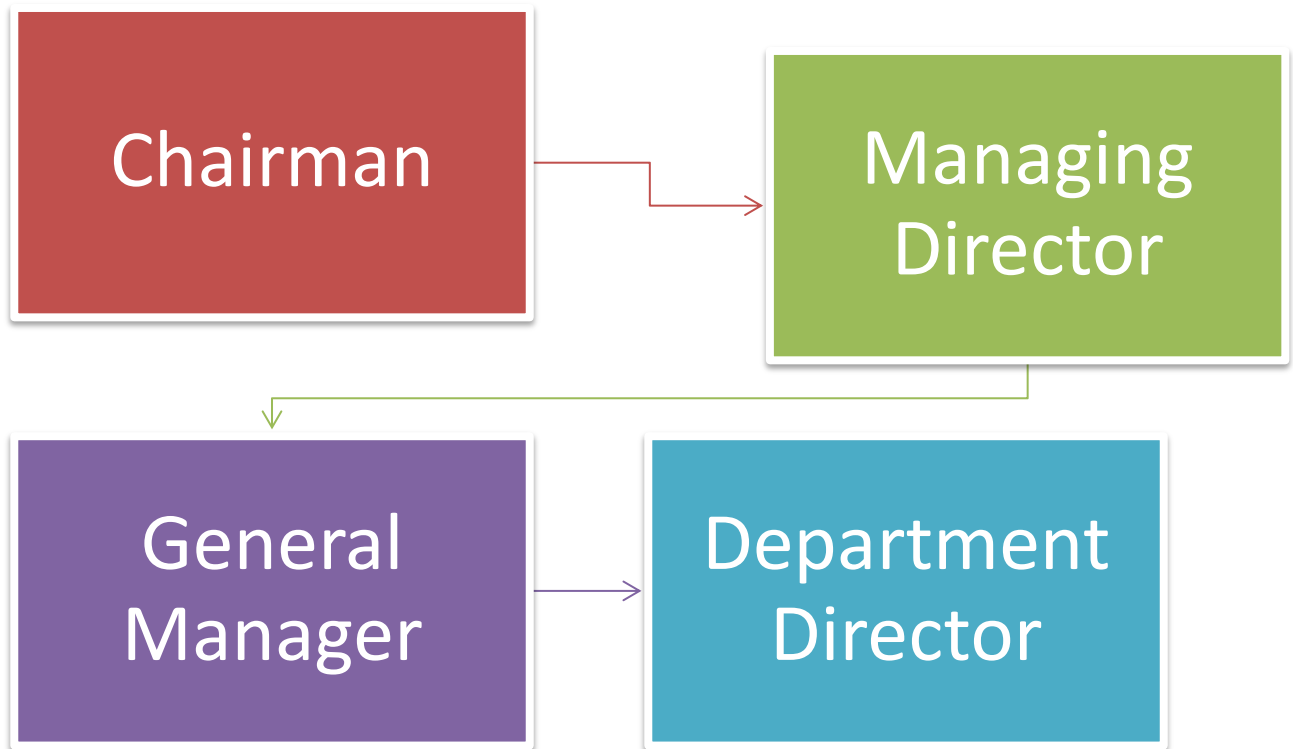 Chairman
Managing
Director
General
Manager
Department
Director